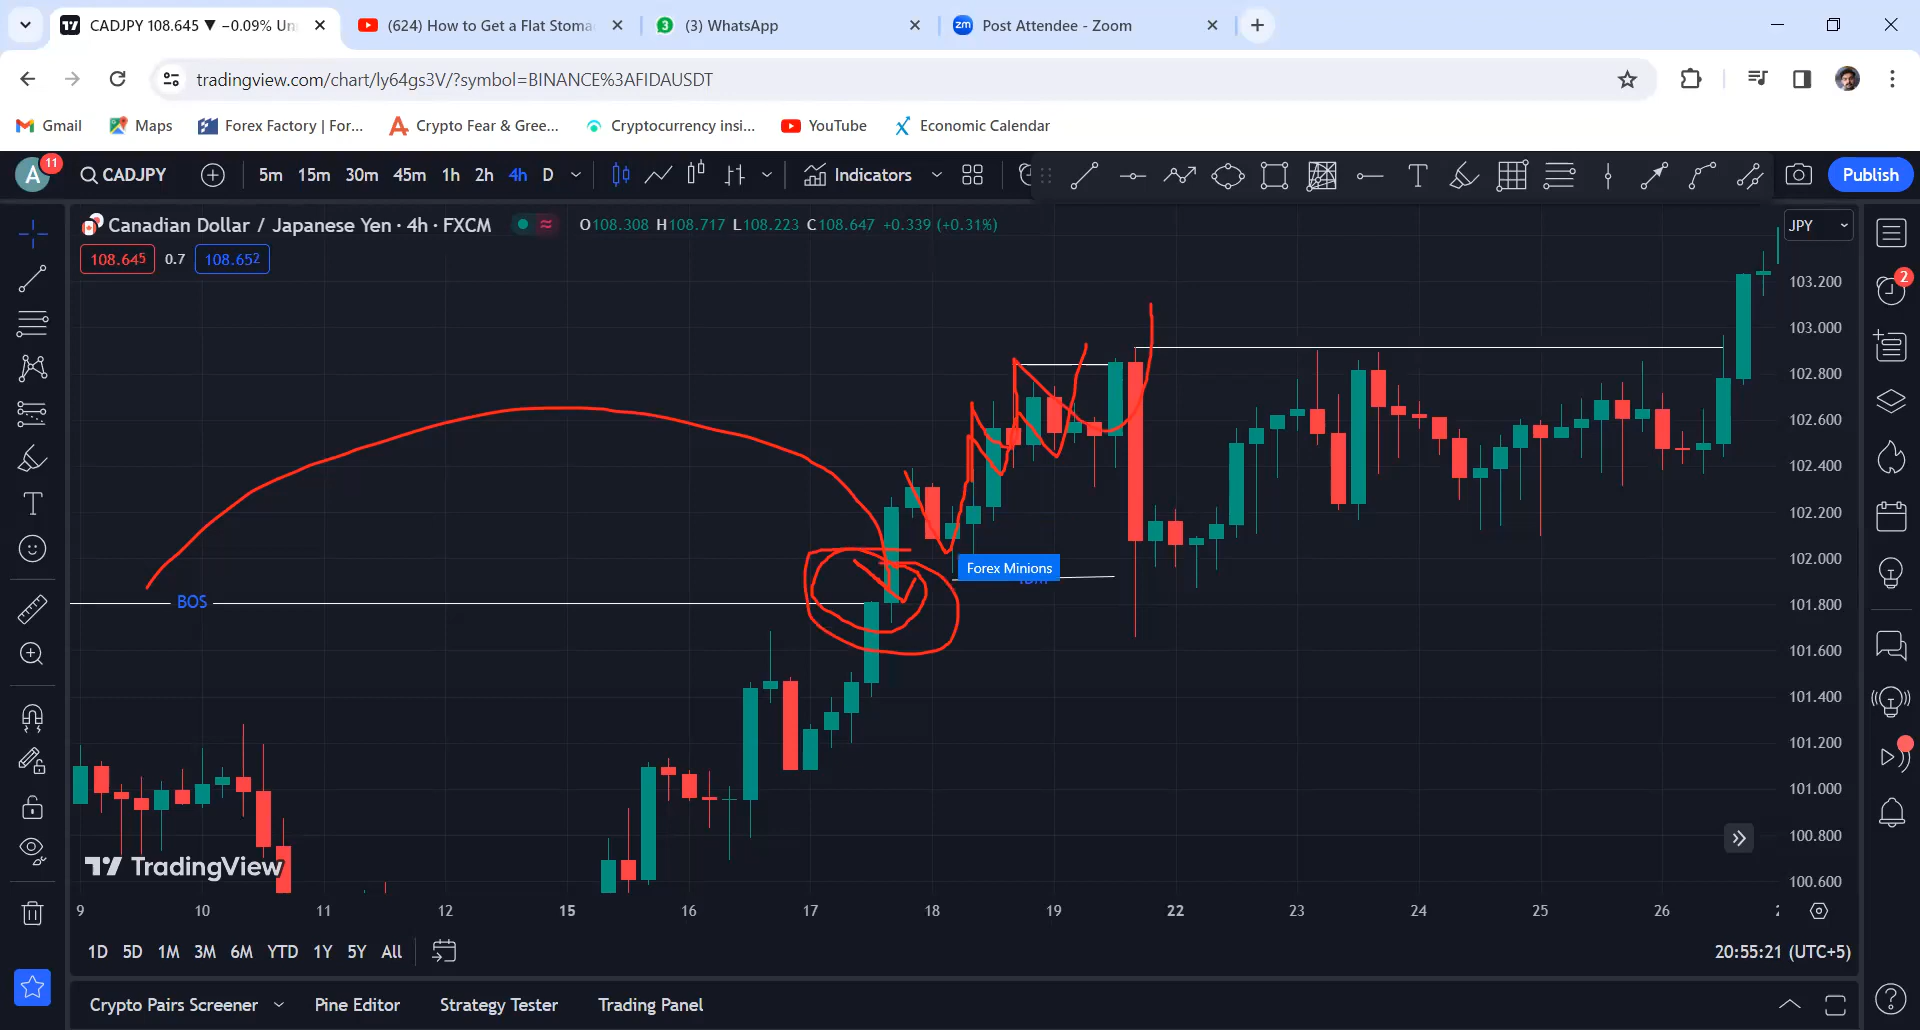 CADJPY 108.645 ▼ −0.09% Un
(624) How to Get a Flat Stoma
3 (3) WhatsApp
zm Post Attendee - Zoom
tradingview.com/chart/ly64gs3V/?symbol=BINANCE%3AFIDAUSDT
Gmail
Maps
Forex Factory | For...
Crypto Fear & Gree...
Cryptocurrency insi...
YouTube
Economic Calendar
A 11
CADJPY
5m 15m 30m 45m 1h 2h 4h D
Indicators
Publish
Canadian Dollar / Japanese Yen · 4h · FXCM
O108.308 H108.717 L108.223 C108.647 +0.339 (+0.31%)
JPY
108.645 0.7 108.652
2
103.200
103.000
102.800
102.600
102.400
102.200
102.000
101.800
101.600
101.400
101.200
101.000
100.800
100.600
Forex Minions
BOS
TradingView
9 10 11 12 15 16 17 18 19 22 23 24 25 26
1D 5D 1M 3M 6M YTD 1Y 5Y All
20:55:21 (UTC+5)
Crypto Pairs Screener
Pine Editor
Strategy Tester
Trading Panel